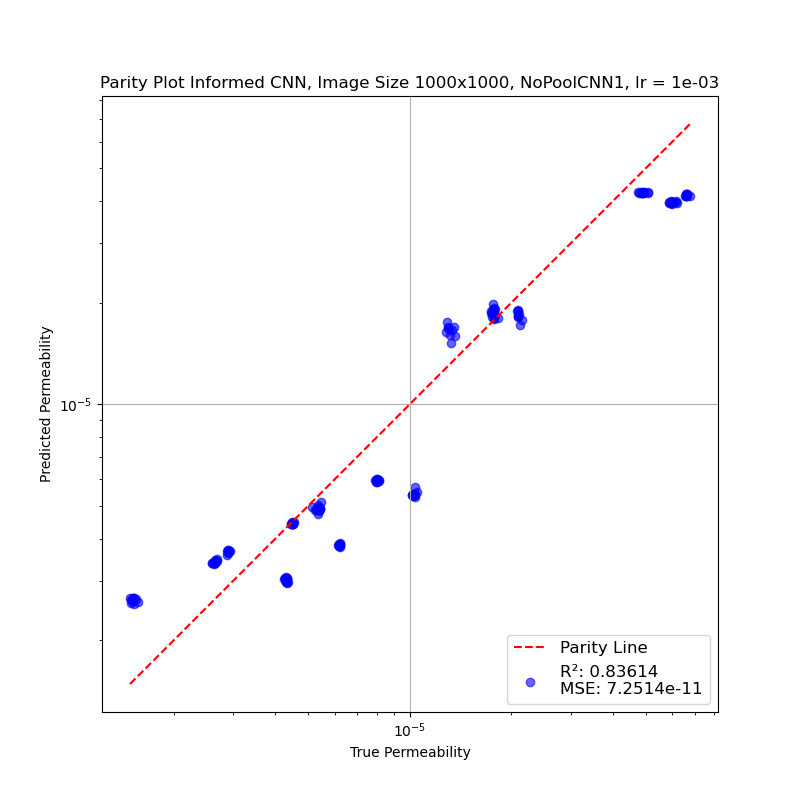 Parity Plot Informed CNN, Image Size 1000x1000, NoPoolCNN1, lr = 1e-03
Predicted Permeability
10⁻⁵
10⁻⁵
True Permeability
Parity Line
R²: 0.83614
MSE: 7.2514e-11